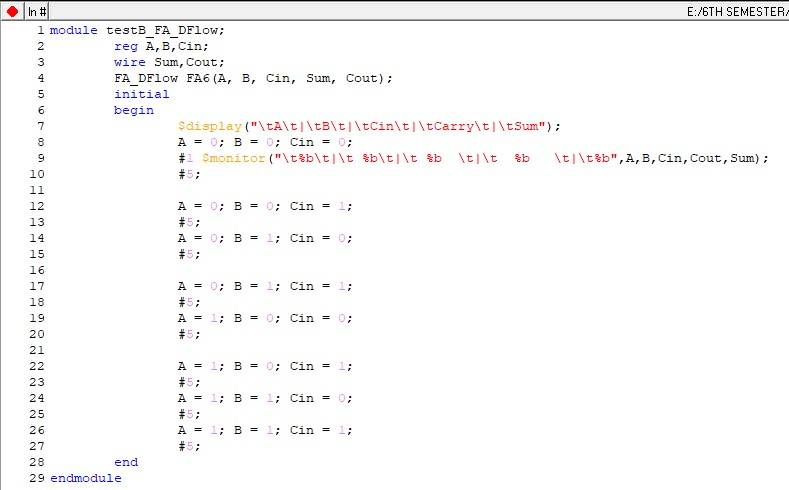 ln # E:/6TH SEMESTER/
1 module testB_FA_DFlow;
2 reg A,B,Cin;
3 wire Sum,Cout;
4 FA_DFlow FA6(A, B, Cin, Sum, Cout);
5 initial
6 begin
7 $display("\tA\t|\tB\t|\tCin\t|\tCarry\t|\tSum");
8 A = 0; B = 0; Cin = 0;
9 #1 $monitor("\t%b\t|\t %b\t|\t %b  \t|\t  %b   \t|\t%b",A,B,Cin,Cout,Sum);
10 #5;
11
12 A = 0; B = 0; Cin = 1;
13 #5;
14 A = 0; B = 1; Cin = 0;
15 #5;
16
17 A = 0; B = 1; Cin = 1;
18 #5;
19 A = 1; B = 0; Cin = 0;
20 #5;
21
22 A = 1; B = 0; Cin = 1;
23 #5;
24 A = 1; B = 1; Cin = 0;
25 #5;
26 A = 1; B = 1; Cin = 1;
27 #5;
28 end
29 endmodule